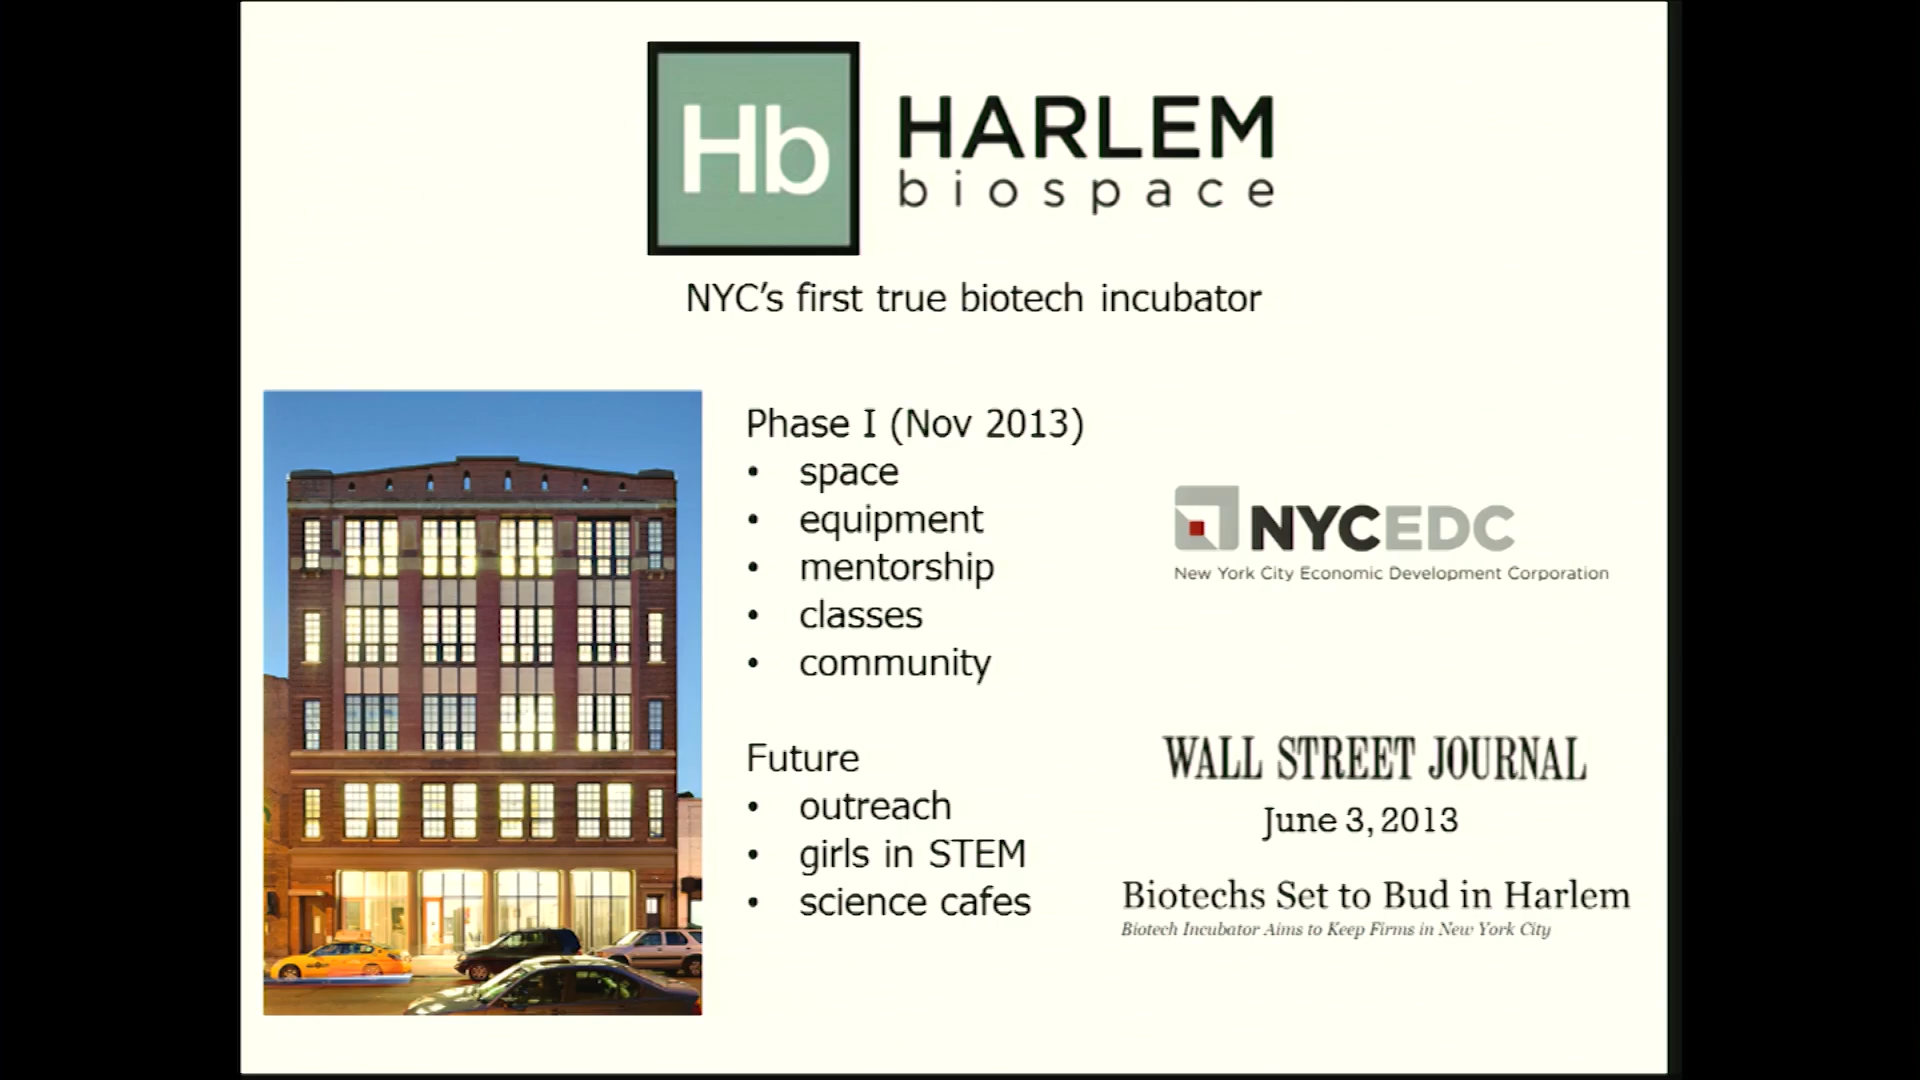 Hb
HARLEM
biospace
NYC's first true biotech incubator
Phase I (Nov 2013)
• space
• equipment
• mentorship
• classes
• community
Future
• outreach
• girls in STEM
• science cafes
NYCEDC
New York City Economic Development Corporation
WALL STREET JOURNAL
June 3, 2013
Biotechs Set to Bud in Harlem
Biotech Incubator Aims to Keep Firms in New York City